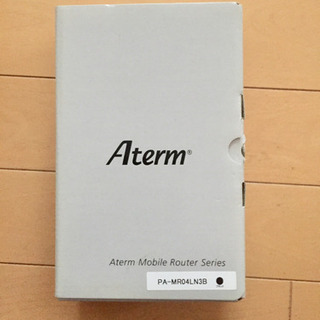 Aterm®
Aterm Mobile Router Series
PA-MR04LN3B